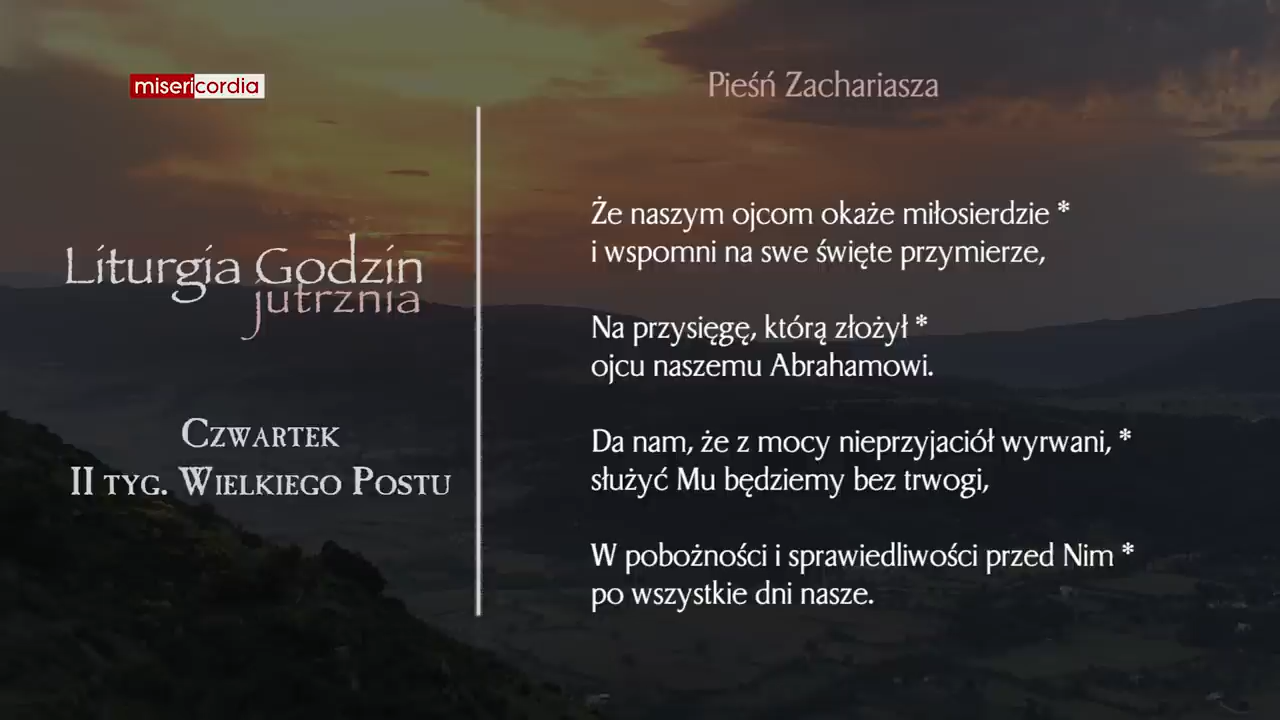 misericordia
Liturgia Godzin
jutrznia
Czwartek
II tyg. Wielkiego Postu
Pieśń Zachariasza
Że naszym ojcom okaże miłosierdzie *
i wspomni na swe święte przymierze,
Na przysięgę, którą złożył *
ojcu naszemu Abrahamowi.
Da nam, że z mocy nieprzyjaciół wyrwani, *
służyć Mu będziemy bez trwogi,
W pobożności i sprawiedliwości przed Nim *
po wszystkie dni nasze.